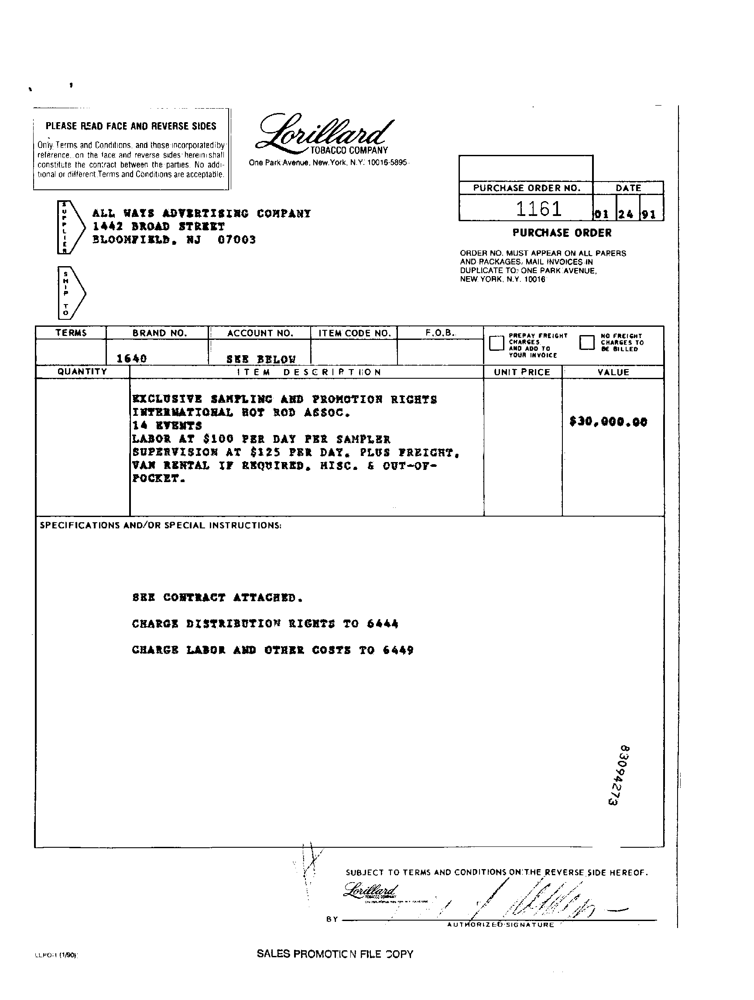 PLEASE READ FACE AND REVERSE SIDES
Only Terms and Conditions, and those incorporated by
reference, on the face and reverse sides herein shall
constitute the contract between the parties. No addi-
tional or different Terms and Conditions are acceptable.
Lorillard
TOBACCO COMPANY
One Park Avenue, New York, N.Y. 10016-5895
PURCHASE ORDER NO. DATE
1161 01 24 91
PURCHASE ORDER
ORDER NO. MUST APPEAR ON ALL PAPERS
AND PACKAGES, MAIL INVOICES IN
DUPLICATE TO: ONE PARK AVENUE,
NEW YORK, N.Y. 10016
SUPPLIER
ALL WAYS ADVERTISING COMPANY
1442 BROAD STREET
BLOOMFIELD, NJ 07003
SHIP TO
TERMS BRAND NO. ACCOUNT NO. ITEM CODE NO. F.O.B.
PREPAY FREIGHT
CHARGES
AND ADD TO
YOUR INVOICE
NO FREIGHT
CHARGES TO
BE BILLED
1640 SEE BELOW
QUANTITY ITEM DESCRIPTION UNIT PRICE VALUE
EXCLUSIVE SAMPLING AND PROMOTION RIGHTS
INTERNATIONAL HOT ROD ASSOC.
14 EVENTS $30,000.00
LABOR AT $100 PER DAY PER SAMPLER
SUPERVISION AT $125 PER DAY, PLUS FREIGHT,
VAN RENTAL IF REQUIRED, MISC. & OUT-OF-
POCKET.
SPECIFICATIONS AND/OR SPECIAL INSTRUCTIONS:
SEE CONTRACT ATTACHED.
CHARGE DISTRIBUTION RIGHTS TO 6444
CHARGE LABOR AND OTHER COSTS TO 6449
83094273
SUBJECT TO TERMS AND CONDITIONS ON THE REVERSE SIDE HEREOF.
Lorillard
TOBACCO COMPANY
BY
AUTHORIZED SIGNATURE
(1/90)
SALES PROMOTION FILE COPY